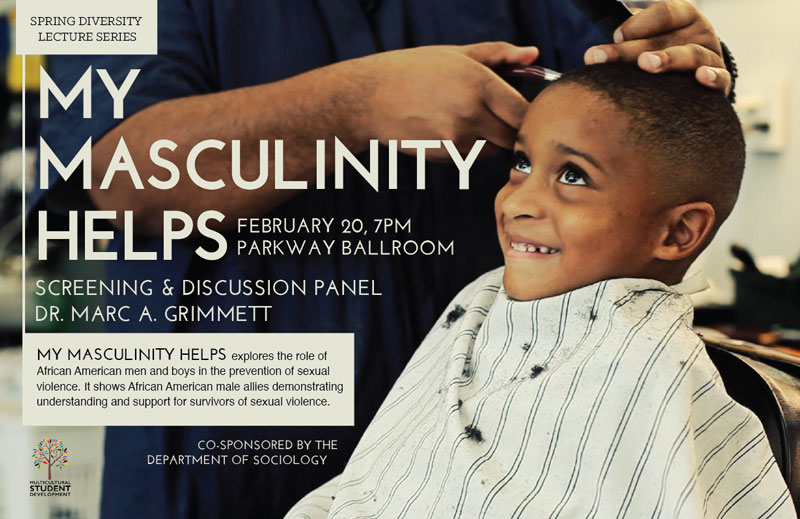 SPRING DIVERSITY
LECTURE SERIES
MY
MASCULINITY
HELPS
FEBRUARY 20, 7PM
PARKWAY BALLROOM
SCREENING & DISCUSSION PANEL
DR. MARC A. GRIMMETT
MY MASCULINITY HELPS explores the role of
African American men and boys in the prevention of sexual
violence. It shows African American male allies demonstrating
understanding and support for survivors of sexual violence.
CO-SPONSORED BY THE
DEPARTMENT OF SOCIOLOGY
MULTICULTURAL
STUDENT
DEVELOPMENT